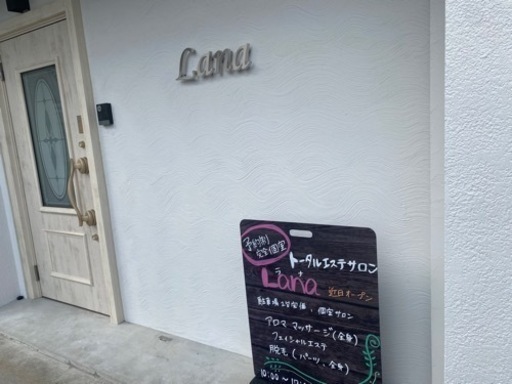 Lana
予約制
完全個室
トータルエステサロン
ラナ
Lana 近日オープン
駐車場2台完備・個室サロン
アロママッサージ(全身)
フェイシャルエステ
脱毛(パーツ・全身)
10:00~